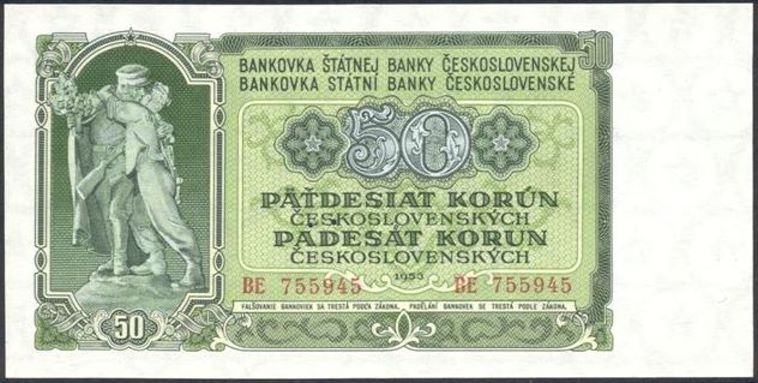 50
BANKOVKA ŠTÁTNEJ BANKY ČESKOSLOVENSKEJ
BANKOVKA STÁTNÍ BANKY ČESKOSLOVENSKÉ
50
PÄŤDESIAT KORÚN
ČESKOSLOVENSKÝCH
PADESÁT KORUN
ČESKOSLOVENSKÝCH
1953
BE 755945 BE 755945
FALŠOVANIE BANKOVIEK SA TRESTÁ PODĽA ZÁKONA. PADĚLÁNÍ BANKOVEK SE TRESTÁ PODLE ZÁKONA.
50